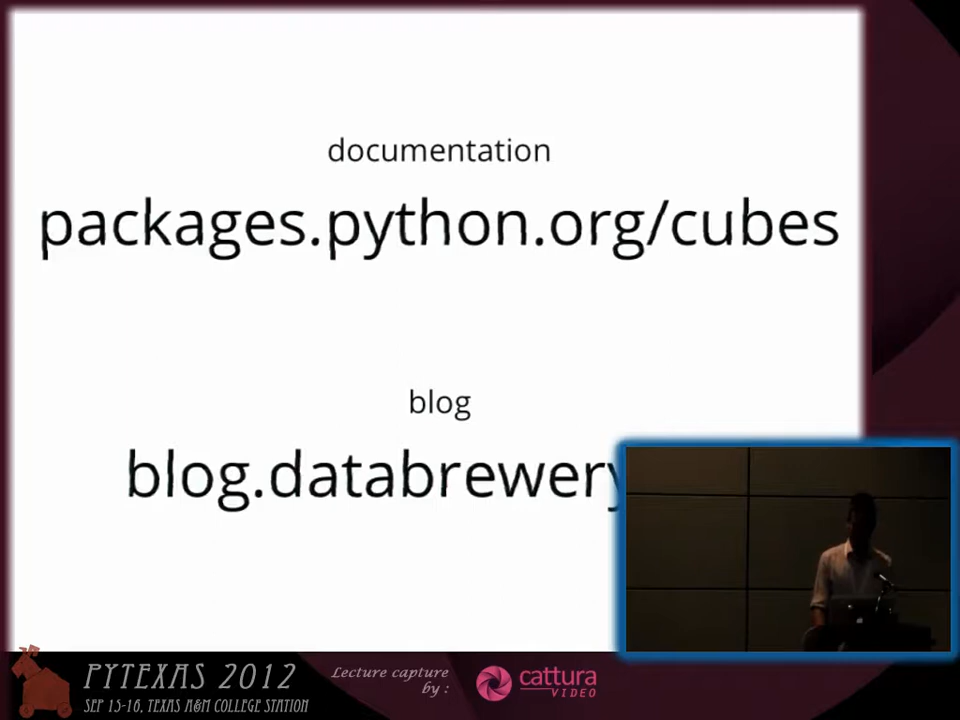 documentation
packages.python.org/cubes
blog
blog.databrewery
PYTEXAS 2012
SEP 15-16, TEXAS A&M COLLEGE STATION
Lecture capture
by :
cattura
VIDEO